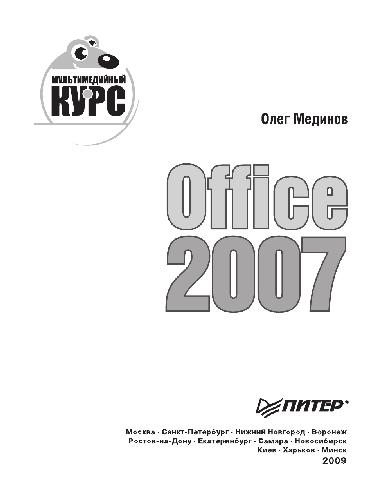 МУЛЬТИМЕДИЙНЫЙ
КУРС
Олег Мединов
Office
2007
ПИТЕР®
Москва · Санкт-Петербург · Нижний Новгород · Воронеж
Ростов-на-Дону · Екатеринбург · Самара · Новосибирск
Киев · Харьков · Минск
2009